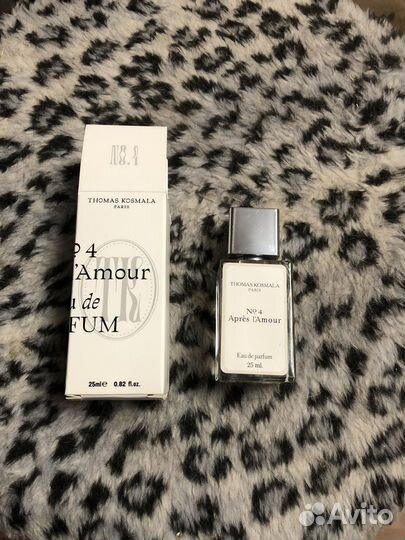 No. 4
THOMAS KOSMALA
PARIS
º 4
l'Amour
u de
FUM
25ml℮ 0.82 fl.oz.
THOMAS KOSMALA
PARIS
Nº 4
Après l'Amour
Eau de parfum
25 ml.
Avito